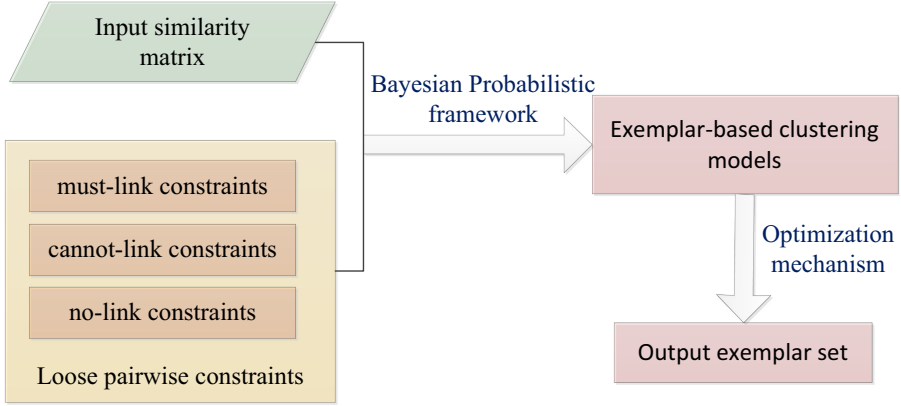 Input similarity
matrix
Bayesian Probabilistic
framework
Exemplar-based clustering
models
must-link constraints
cannot-link constraints
no-link constraints
Loose pairwise constraints
Optimization
mechanism
Output exemplar set